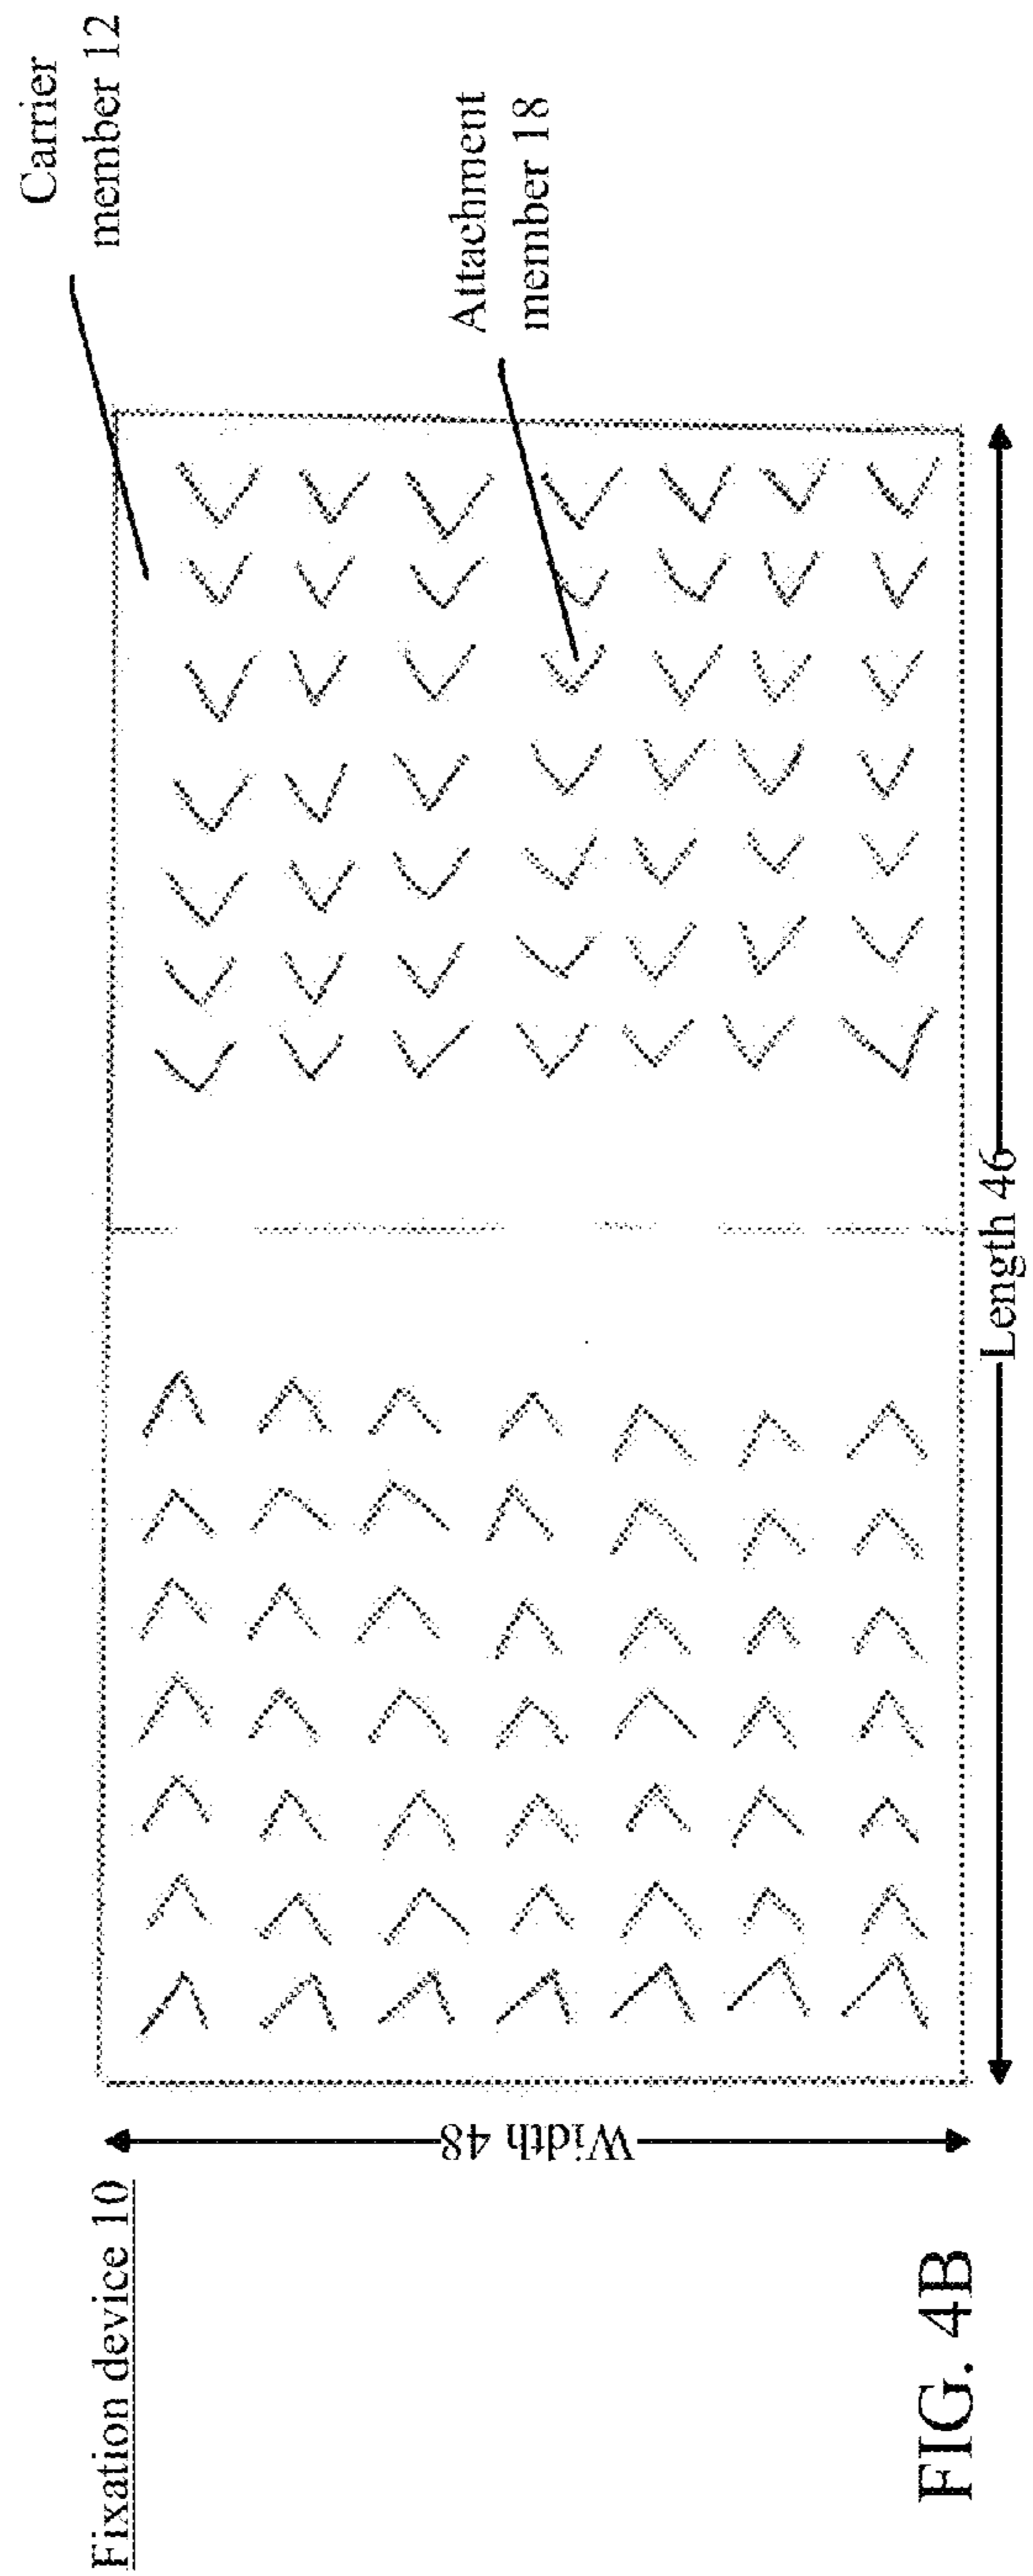 Carrier
member 12
Attachment
member 18
Length 46
Width 48
Fixation device 10
FIG. 4B